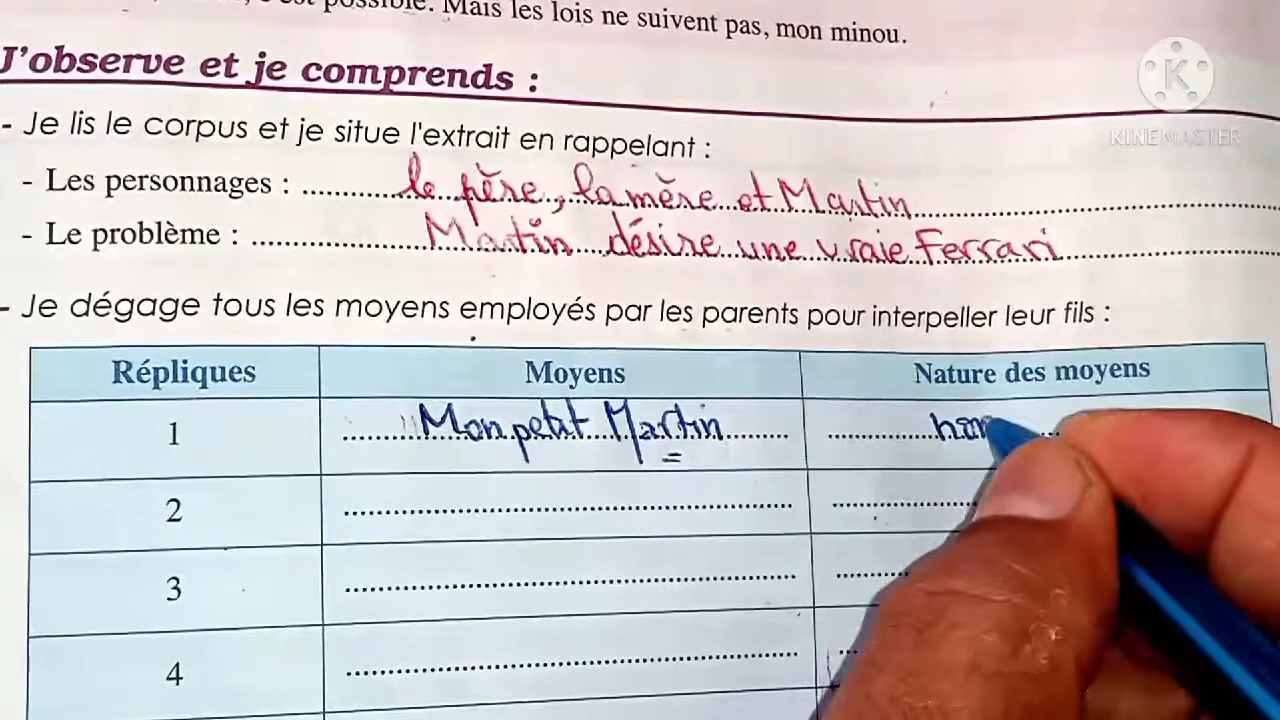 possible. Mais les lois ne suivent pas, mon minou.
J'observe et je comprends :
KINEMASTER
- Je lis le corpus et je situe l'extrait en rappelant :
- Les personnages : le père, la mère et Martin
- Le problème : Martin désire une vraie Ferrari
- Je dégage tous les moyens employés par les parents pour interpeller leur fils :
Répliques Moyens Nature des moyens
1 Mon petit Martin
2
3
4